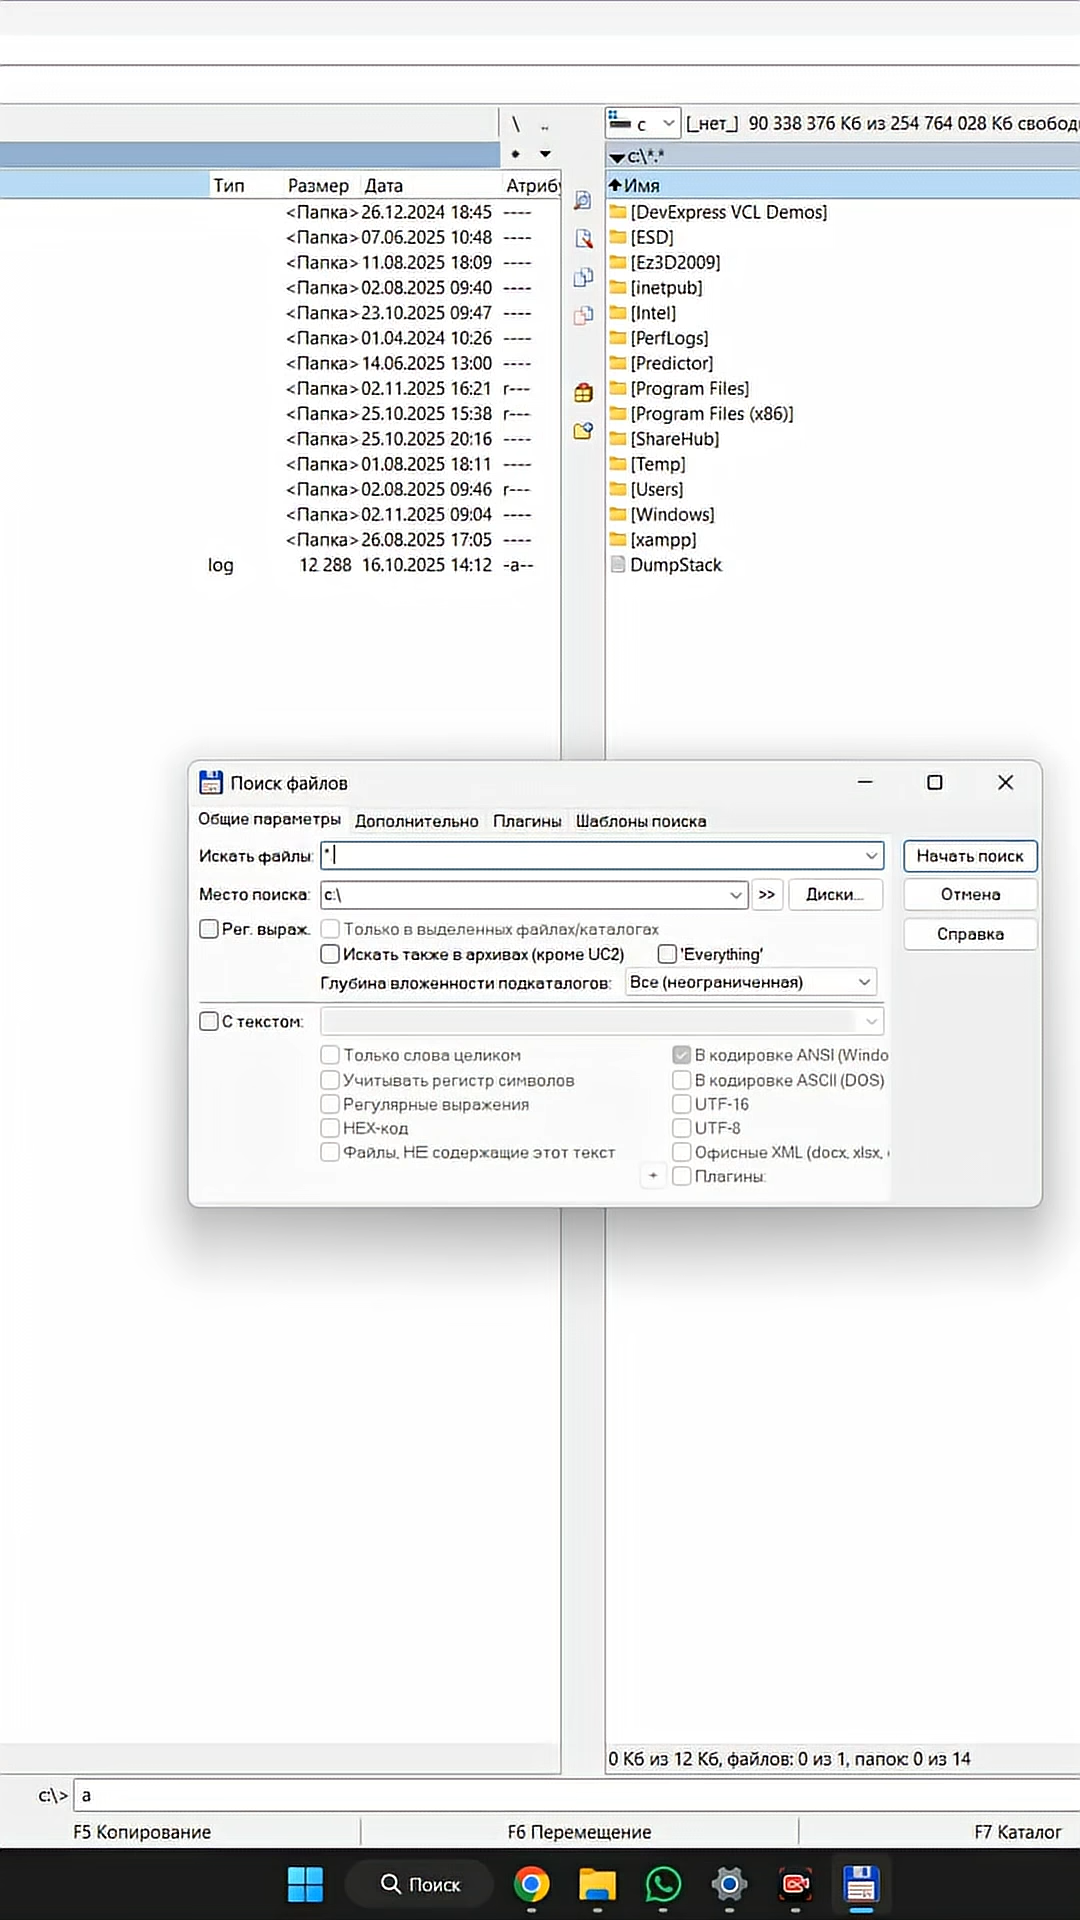 \ ..
c [_нет_] 90 338 376 Кб из 254 764 028 Кб свобод
c:\*.*
Тип Размер Дата Атриб
Имя
<Папка> 26.12.2024 18:45 ----
[DevExpress VCL Demos]
<Папка> 07.06.2025 10:48 ----
[ESD]
<Папка> 11.08.2025 18:09 ----
[Ez3D2009]
<Папка> 02.08.2025 09:40 ----
[inetpub]
<Папка> 23.10.2025 09:47 ----
[Intel]
<Папка> 01.04.2024 10:26 ----
[PerfLogs]
<Папка> 14.06.2025 13:00 ----
[Predictor]
<Папка> 02.11.2025 16:21 r---
[Program Files]
<Папка> 25.10.2025 15:38 r---
[Program Files (x86)]
<Папка> 25.10.2025 20:16 ----
[ShareHub]
<Папка> 01.08.2025 18:11 ----
[Temp]
<Папка> 02.08.2025 09:46 r---
[Users]
<Папка> 02.11.2025 09:04 ----
[Windows]
<Папка> 26.08.2025 17:05 ----
[xampp]
log 12 288 16.10.2025 14:12 -a--
DumpStack
Поиск файлов
Общие параметры Дополнительно Плагины Шаблоны поиска
Искать файлы: *. Начать поиск
Место поиска: c:\ >> Диски... Отмена
Рег. выраж. Только в выделенных файлах/каталогах Справка
Искать также в архивах (кроме UC2) 'Everything'
Глубина вложенности подкаталогов: Все (неограниченная)
С текстом:
Только слова целиком В кодировке ANSI (Windo
Учитывать регистр символов В кодировке ASCII (DOS)
Регулярные выражения UTF-16
HEX-код UTF-8
Файлы, НЕ содержащие этот текст Офисные XML (docx, xlsx,
+ Плагины:
0 Кб из 12 Кб, файлов: 0 из 1, папок: 0 из 14
c:\> a
F5 Копирование F6 Перемещение F7 Каталог
Поиск